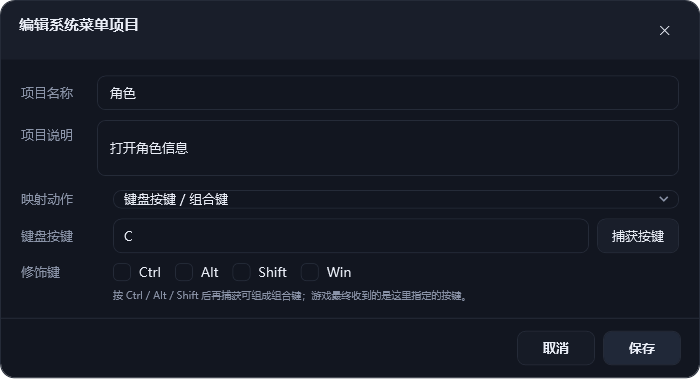 编辑系统菜单项目
项目名称 角色
项目说明 打开角色信息
映射动作 键盘按键 / 组合键
键盘按键 C 捕获按键
修饰键 Ctrl Alt Shift Win
按 Ctrl / Alt / Shift 后再捕获可组成组合键；游戏最终收到的是这里指定的按键。
取消 保存